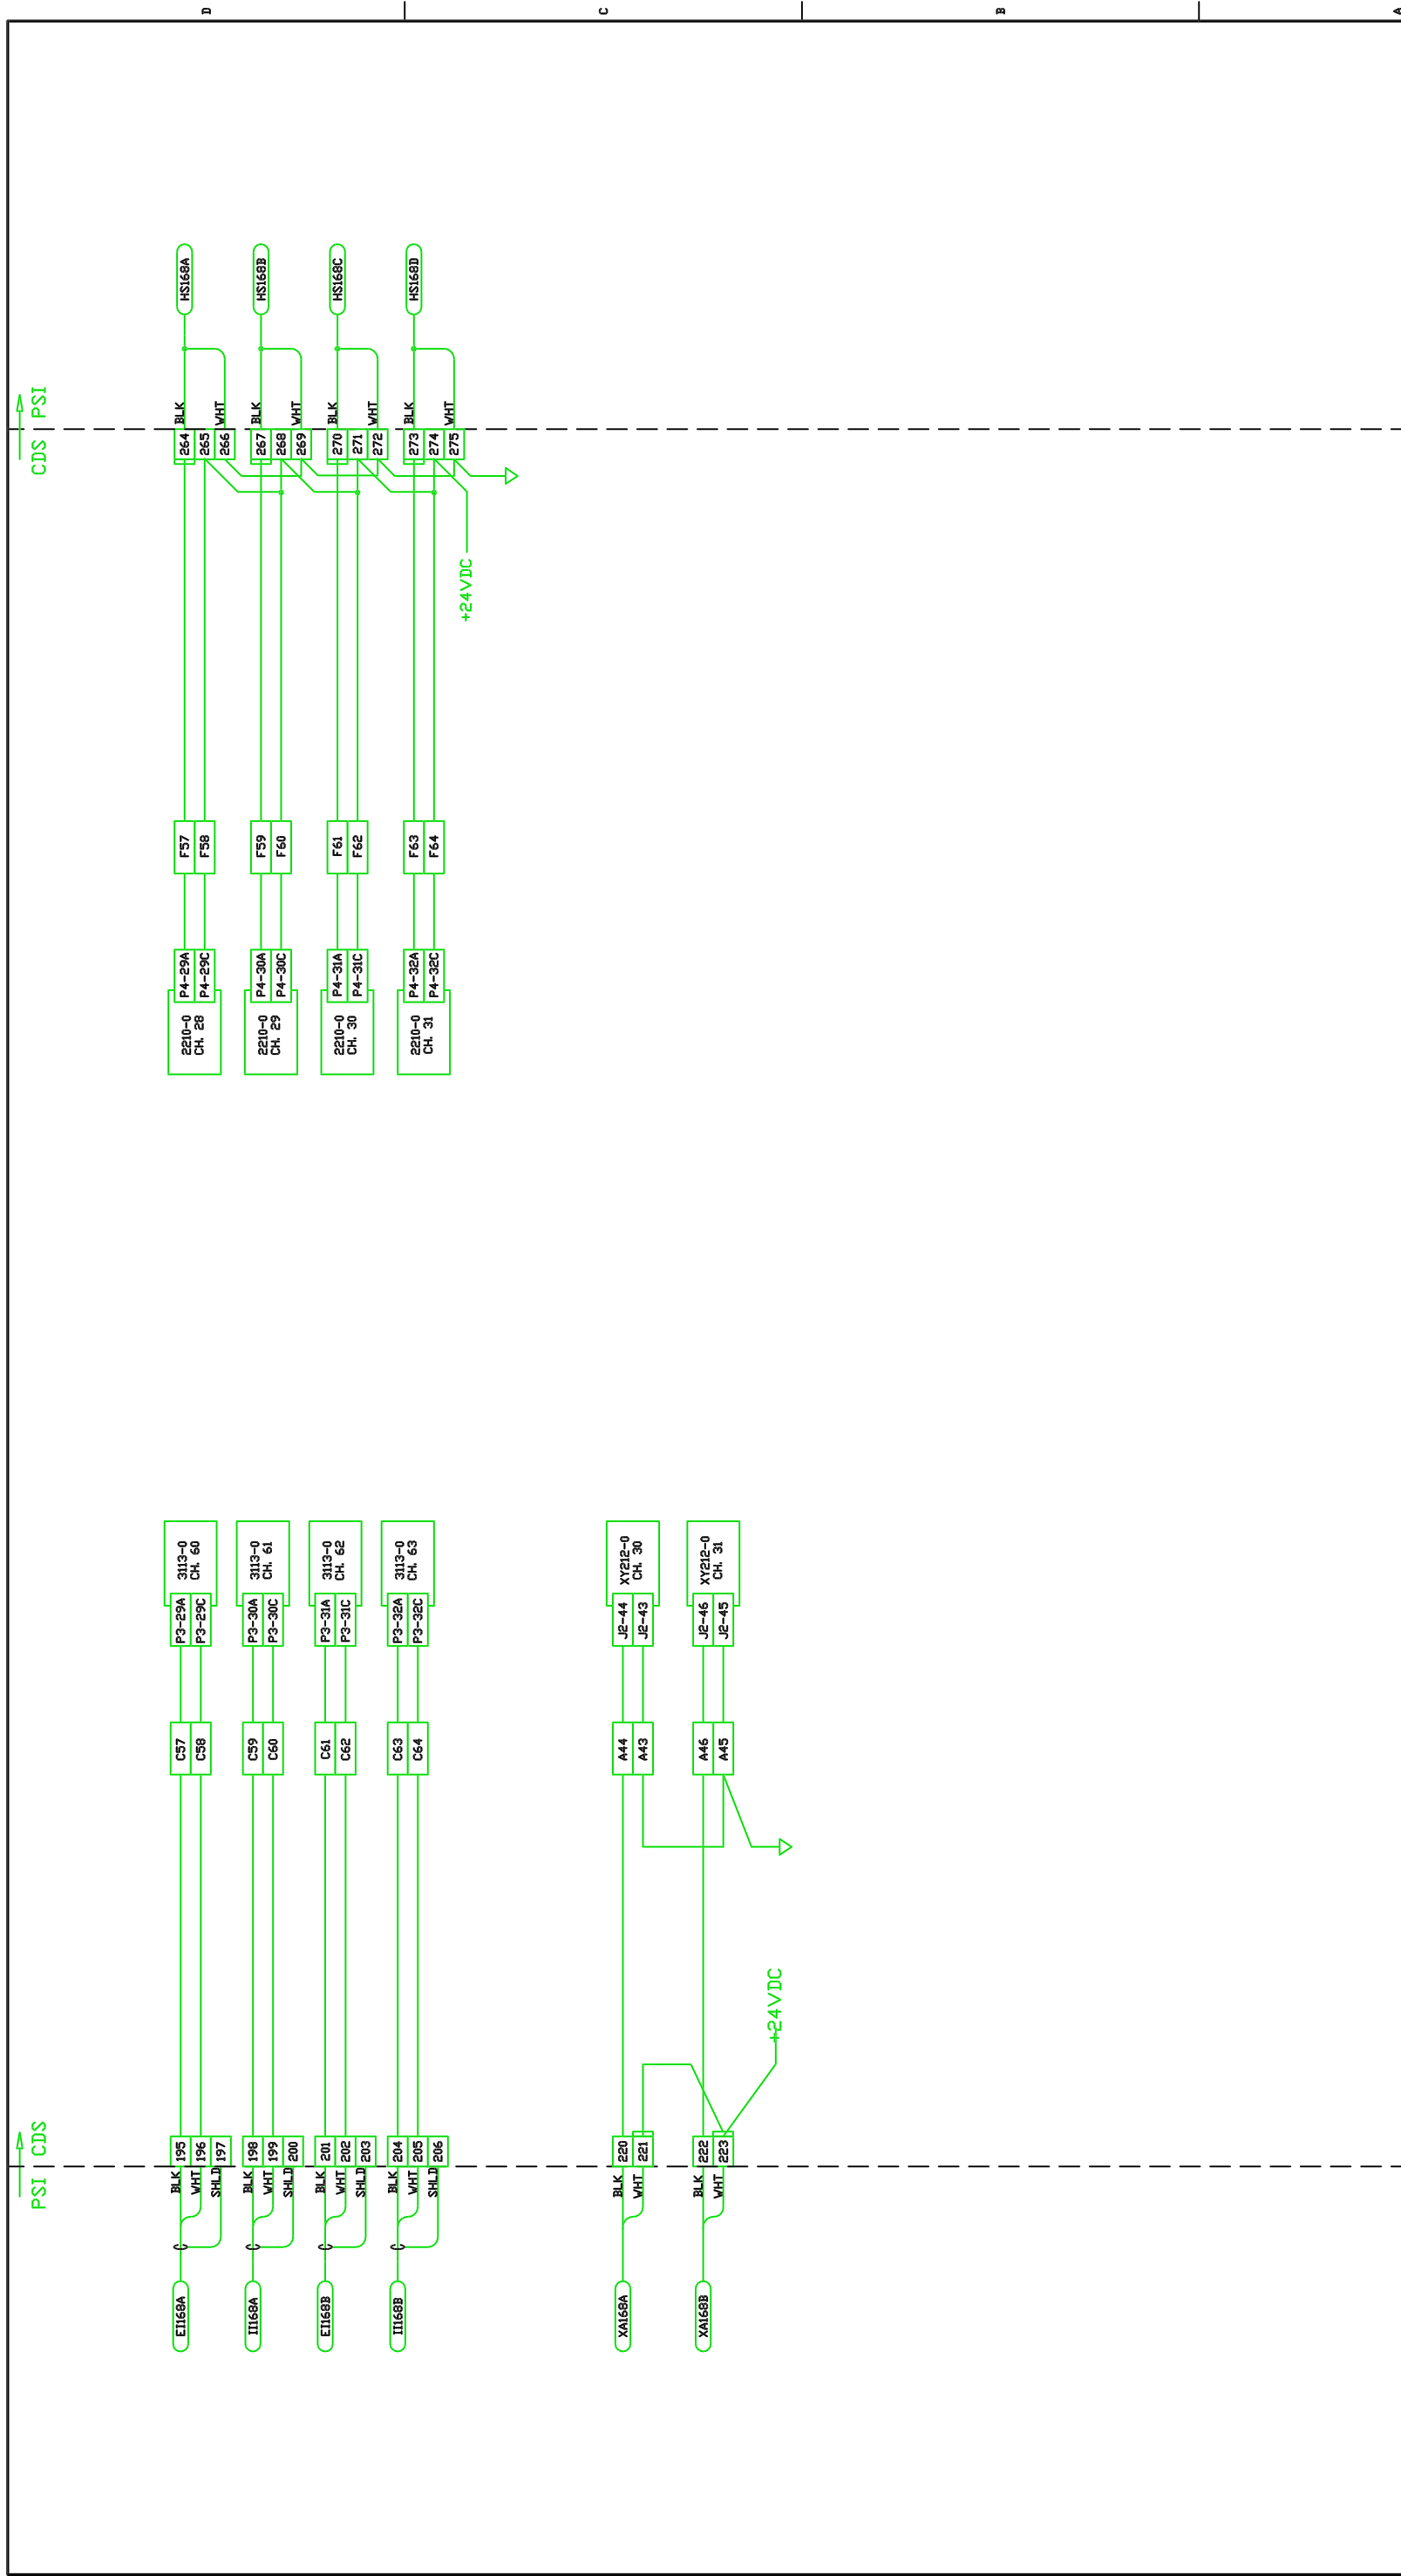 D
C
B
A
PSI CDS
EI168A
BLK 195
WHT 196
SHLD 197
C57
C58
P3-29A
P3-29C
3113-0
CH. 60
II168A
BLK 198
WHT 199
SHLD 200
C59
C60
P3-30A
P3-30C
3113-0
CH. 61
EI168B
BLK 201
WHT 202
SHLD 203
C61
C62
P3-31A
P3-31C
3113-0
CH. 62
II168B
BLK 204
WHT 205
SHLD 206
C63
C64
P3-32A
P3-32C
3113-0
CH. 63
XA168A
BLK 220
WHT 221
A44
A43
J2-44
J2-43
XY212-0
CH. 30
XA168B
BLK 222
WHT 223
A46
A45
J2-46
J2-45
XY212-0
CH. 31
+24VDC
CDS PSI
2210-0
CH. 28
P4-29A
P4-29C
F57
F58
264 BLK
265
266 WHT
HS168A
2210-0
CH. 29
P4-30A
P4-30C
F59
F60
267 BLK
268
269 WHT
HS168B
2210-0
CH. 30
P4-31A
P4-31C
F61
F62
270 BLK
271
272 WHT
HS168C
2210-0
CH. 31
P4-32A
P4-32C
F63
F64
273 BLK
274
275 WHT
HS168D
+24VDC